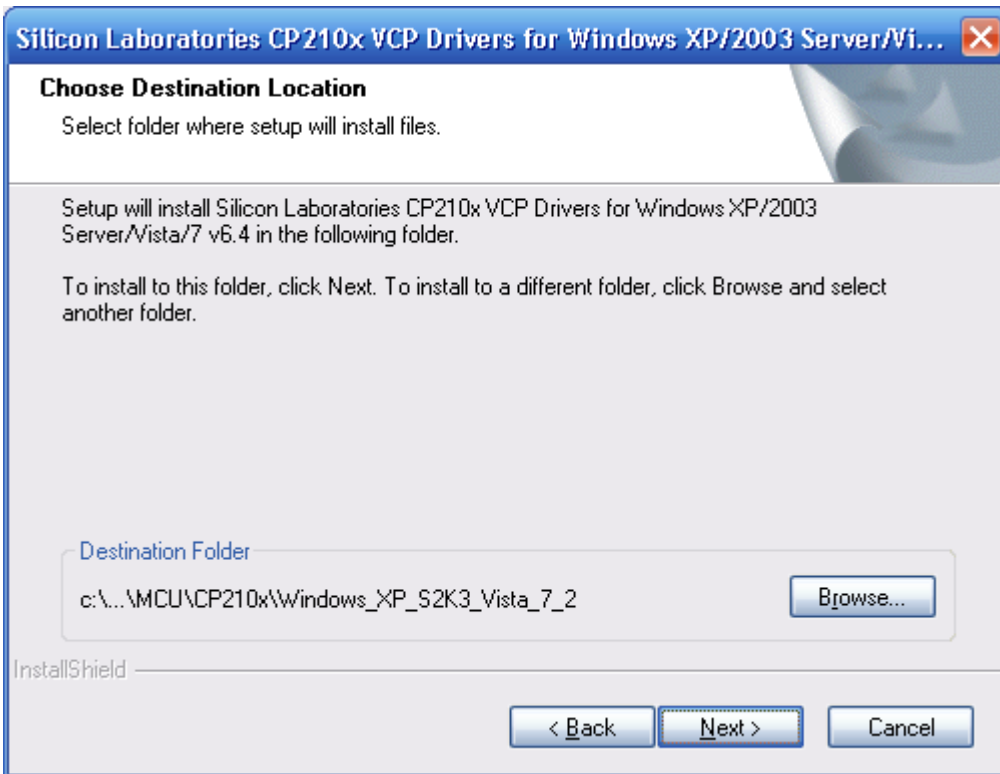 Silicon Laboratories CP210x VCP Drivers for Windows XP/2003 Server/Vi...
Choose Destination Location
Select folder where setup will install files.
Setup will install Silicon Laboratories CP210x VCP Drivers for Windows XP/2003
Server/Vista/7 v6.4 in the following folder.
To install to this folder, click Next. To install to a different folder, click Browse and select
another folder.
Destination Folder
c:\...\MCU\CP210x\Windows_XP_S2K3_Vista_7_2
Browse...
InstallShield
< Back
Next >
Cancel